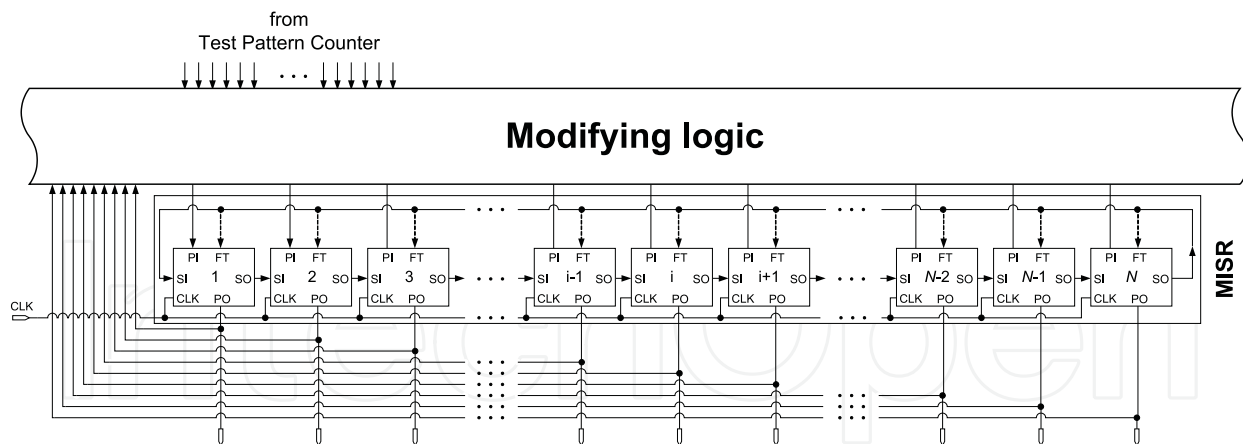 from
Test Pattern Counter
Modifying logic
PI FT PI FT PI FT PI FT PI FT PI FT PI FT PI FT PI FT
SI 1 SO SI 2 SO SI 3 SO SI i-1 SO SI i SO SI i+1 SO SI N-2 SO SI N-1 SO SI N SO
CLK PO CLK PO CLK PO CLK PO CLK PO CLK PO CLK PO CLK PO CLK PO
CLK
MISR
IntechOpen